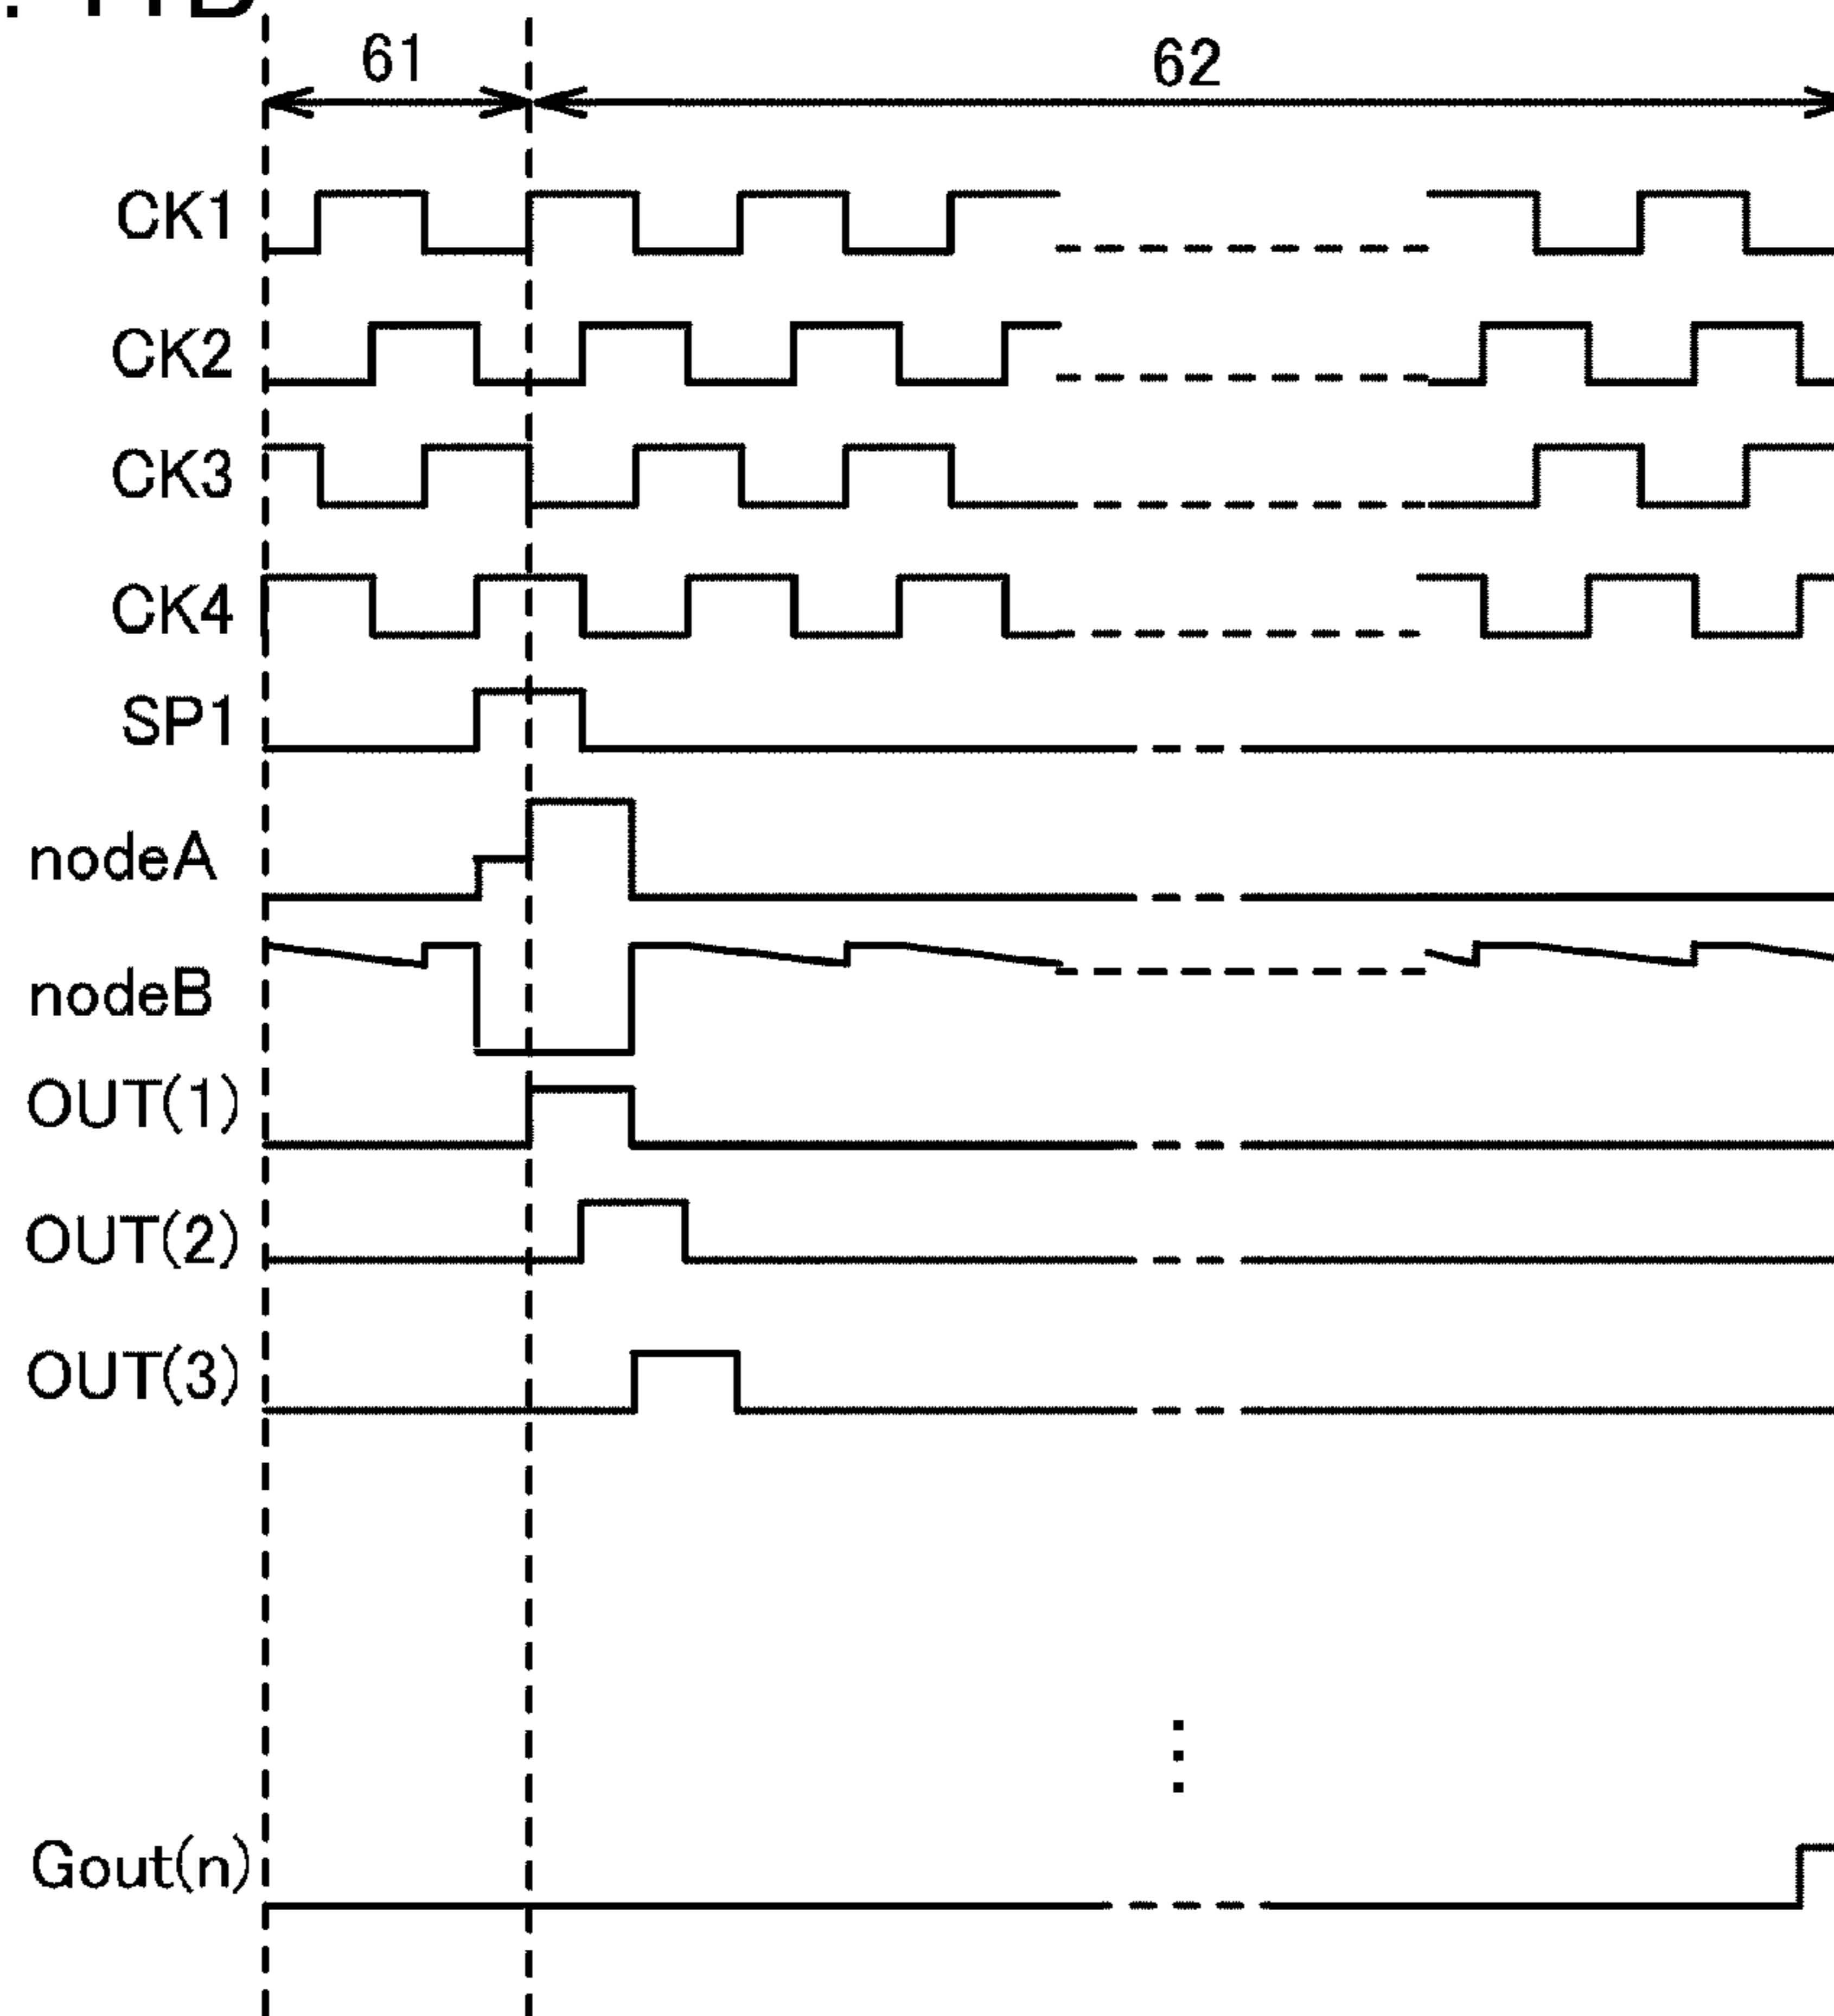 61 62
CK1
CK2
CK3
CK4
SP1
nodeA
nodeB
OUT(1)
OUT(2)
OUT(3)
Gout(n)